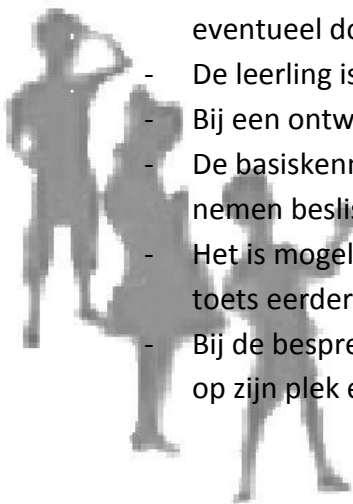 eventueel do
- De leerling is
- Bij een ontw
- De basiskenn
nemen beslis
- Het is mogel
toets eerder
- Bij de bespre
op zijn plek e